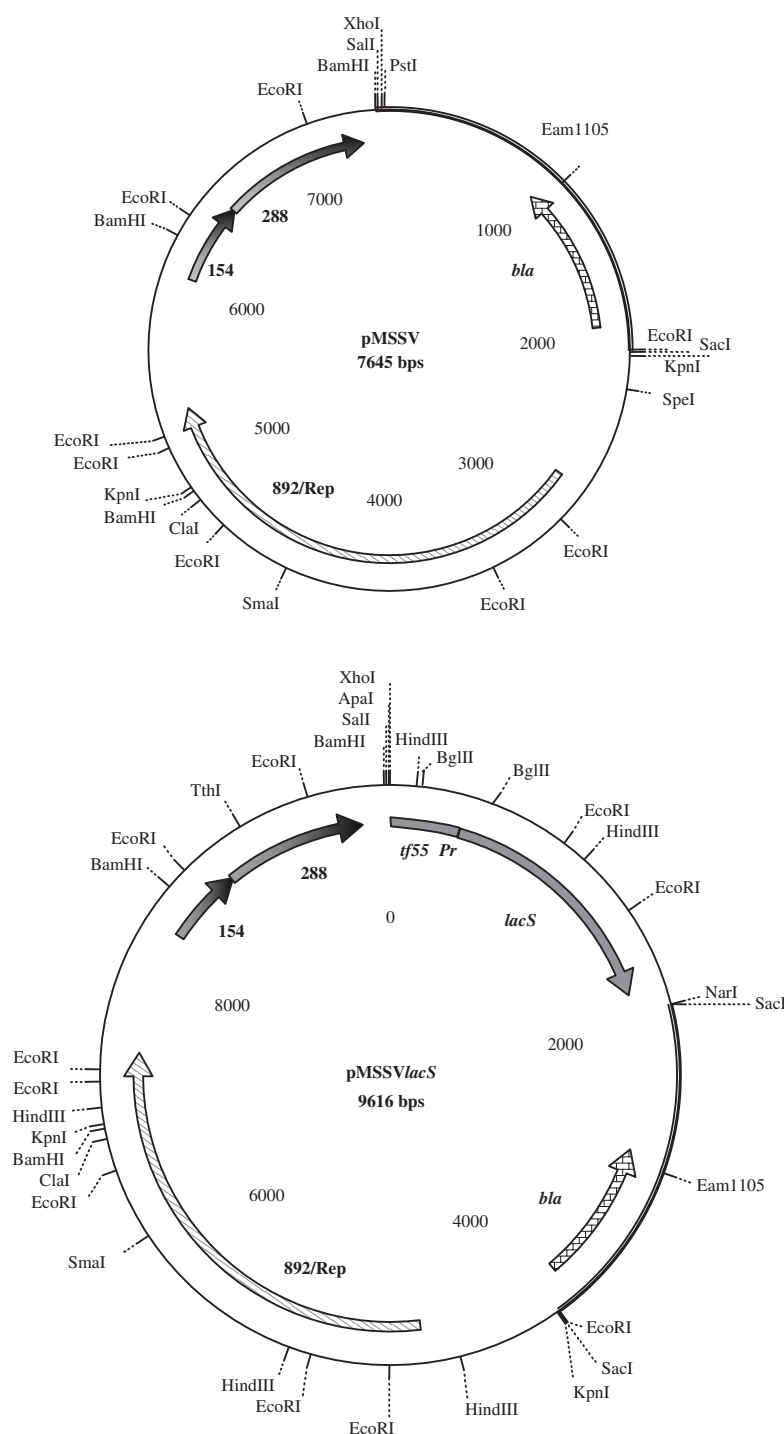 XhoI
SalI
BamHI PstI
EcoRI
Eam1105
EcoRI
BamHI
7000
288
1000
154
bla
6000
pMSSV
2000
7645 bps
EcoRI
SacI
KpnI
SpeI
EcoRI
EcoRI
5000
3000
KpnI
892/Rep
4000
BamHI
ClaI
EcoRI
EcoRI
SmaI
EcoRI
XhoI
ApaI
SalI
BamHI HindIII
BglII
EcoRI
BglII
TthI
EcoRI
HindIII
EcoRI
BamHI
tf55 Pr
288
EcoRI
154
0
lacS
NarI
SacI
8000
2000
EcoRI
pMSSVlacS
EcoRI
9616 bps
HindIII
KpnI
BamHI
ClaI
EcoRI
Eam1105
6000
bla
4000
SmaI
892/Rep
EcoRI
SacI
HindIII
KpnI
EcoRI
HindIII
EcoRI